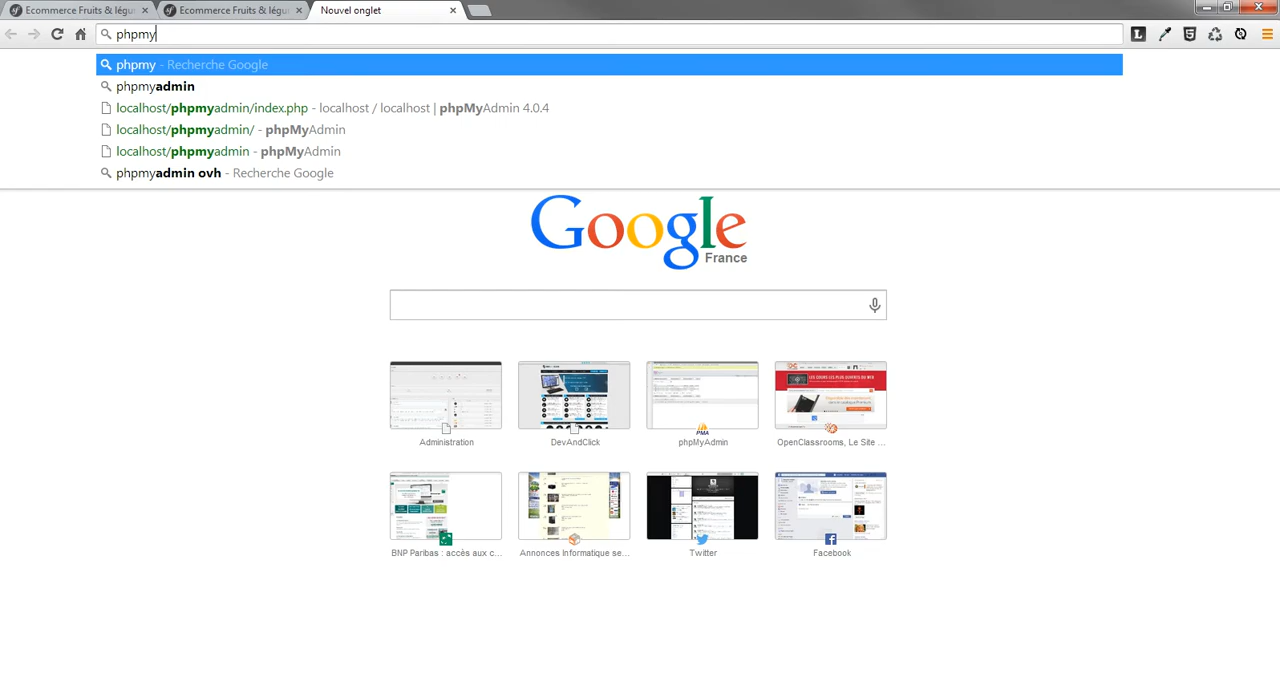 Ecommerce Fruits & légu
Ecommerce Fruits & légu
Nouvel onglet
phpmy
phpmy - Recherche Google
phpmyadmin
localhost/phpmyadmin/index.php - localhost / localhost | phpMyAdmin 4.0.4
localhost/phpmyadmin/ - phpMyAdmin
localhost/phpmyadmin - phpMyAdmin
phpmyadmin ovh - Recherche Google
Google
France
Administration
DevAndClick
phpMyAdmin
OpenClassrooms, Le Site ...
BNP Paribas : accès aux c...
Annonces Informatique se...
Twitter
Facebook